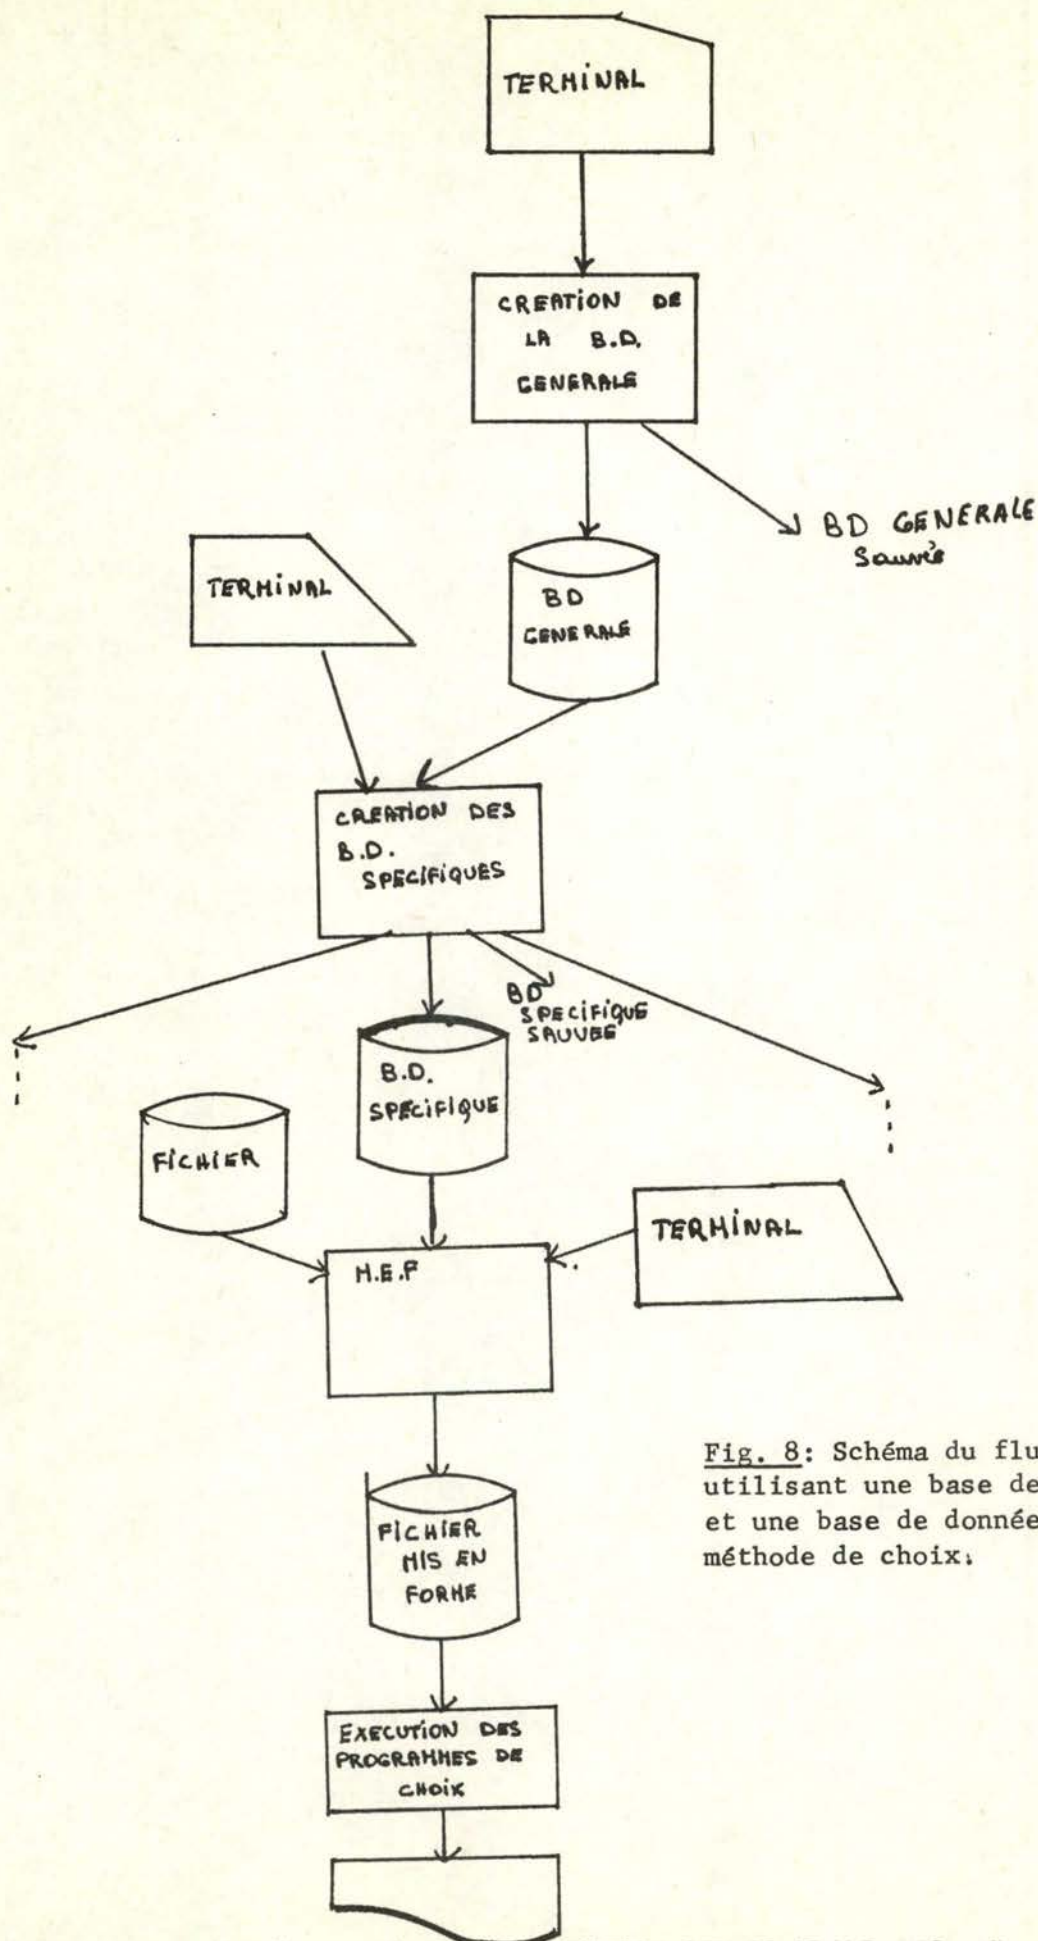 TERMINAL
CREATION DE
LA B.D.
GENERALE
BD GENERALE
Sauvée
TERMINAL
BD
GENERALE
CREATION DES
B.D.
SPECIFIQUES
BD
SPECIFIQUE
SAUVEE
B.D.
SPECIFIQUE
FICHIER
TERMINAL
M.E.F
FICHIER
MIS EN
FORME
Fig. 8: Schéma du flu
utilisant une base de
et une base de donnée
méthode de choix.
EXECUTION DES
PROGRAMMES DE
CHOIX